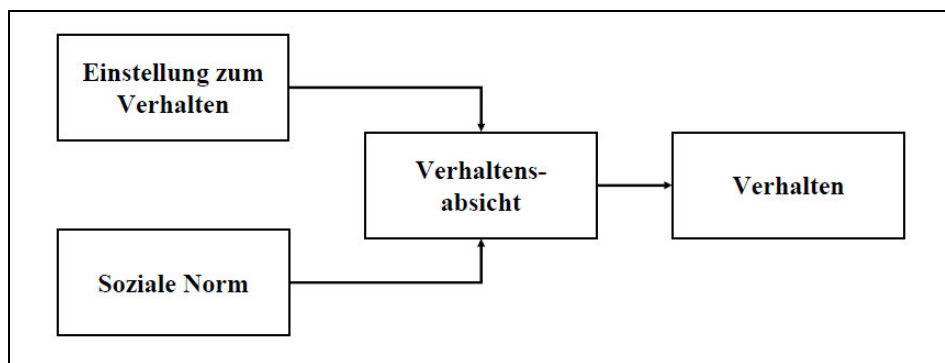 Einstellung zum
Verhalten
Verhaltens-
absicht
Verhalten
Soziale Norm